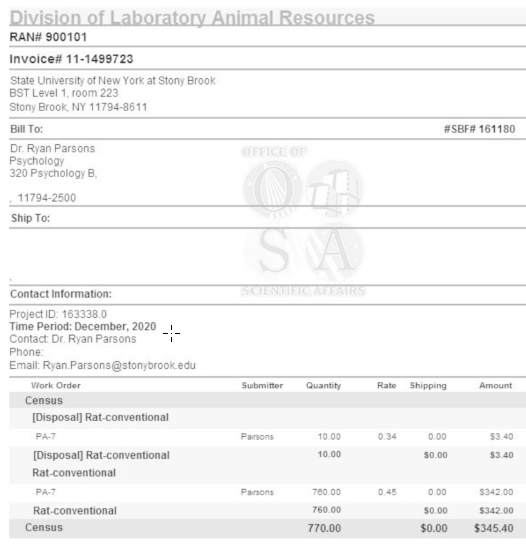 Division of Laboratory Animal Resources
RAN# 900101
Invoice# 11-1499723
State University of New York at Stony Brook
BST Level 1, room 223
Stony Brook, NY 11794-8611
Bill To: #SBF# 161180
Dr. Ryan Parsons
Psychology
320 Psychology B,
, 11794-2500
OFFICE OF
O
SA
SCIENTIFIC AFFAIRS
Ship To:
,
Contact Information:
Project ID: 163338.0
Time Period: December, 2020
Contact: Dr. Ryan Parsons
Phone:
Email: Ryan.Parsons@stonybrook.edu
Work Order Submitter Quantity Rate Shipping Amount
Census
[Disposal] Rat-conventional
PA-7 Parsons 10.00 0.34 0.00 $3.40
[Disposal] Rat-conventional 10.00 $0.00 $3.40
Rat-conventional
PA-7 Parsons 760.00 0.45 0.00 $342.00
Rat-conventional 760.00 $0.00 $342.00
Census 770.00 $0.00 $345.40